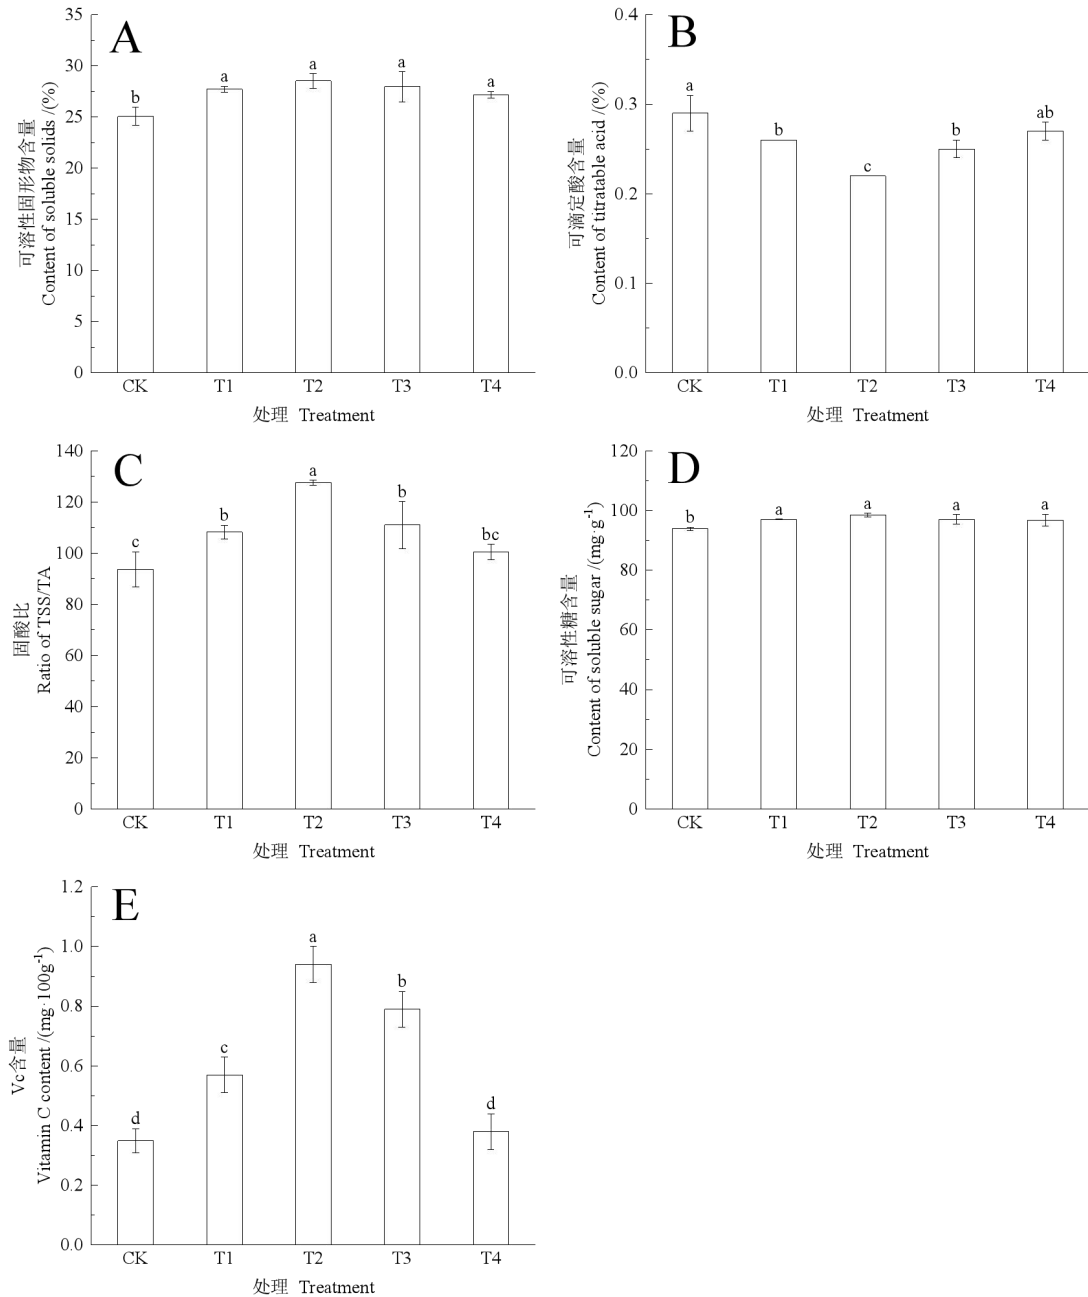 A
可溶性固形物含量
Content of soluble solids /(%)
35
30
25
20
15
10
5
0
b
a
a
a
a
CK T1 T2 T3 T4
处理 Treatment
B
可滴定酸含量
Content of titratable acid /(%)
0.4
0.3
0.2
0.1
0.0
a
b
c
b
ab
CK T1 T2 T3 T4
处理 Treatment
C
固酸比
Ratio of TSS/TA
140
120
100
80
60
40
20
0
c
b
a
b
bc
CK T1 T2 T3 T4
处理 Treatment
D
可溶性糖含量
Content of soluble sugar /(mg·g⁻¹)
120
100
80
60
40
20
0
b
a
a
a
a
CK T1 T2 T3 T4
处理 Treatment
E
Vc含量
Vitamin C content /(mg·100g⁻¹)
1.2
1.0
0.8
0.6
0.4
0.2
0.0
d
c
a
b
d
CK T1 T2 T3 T4
处理 Treatment